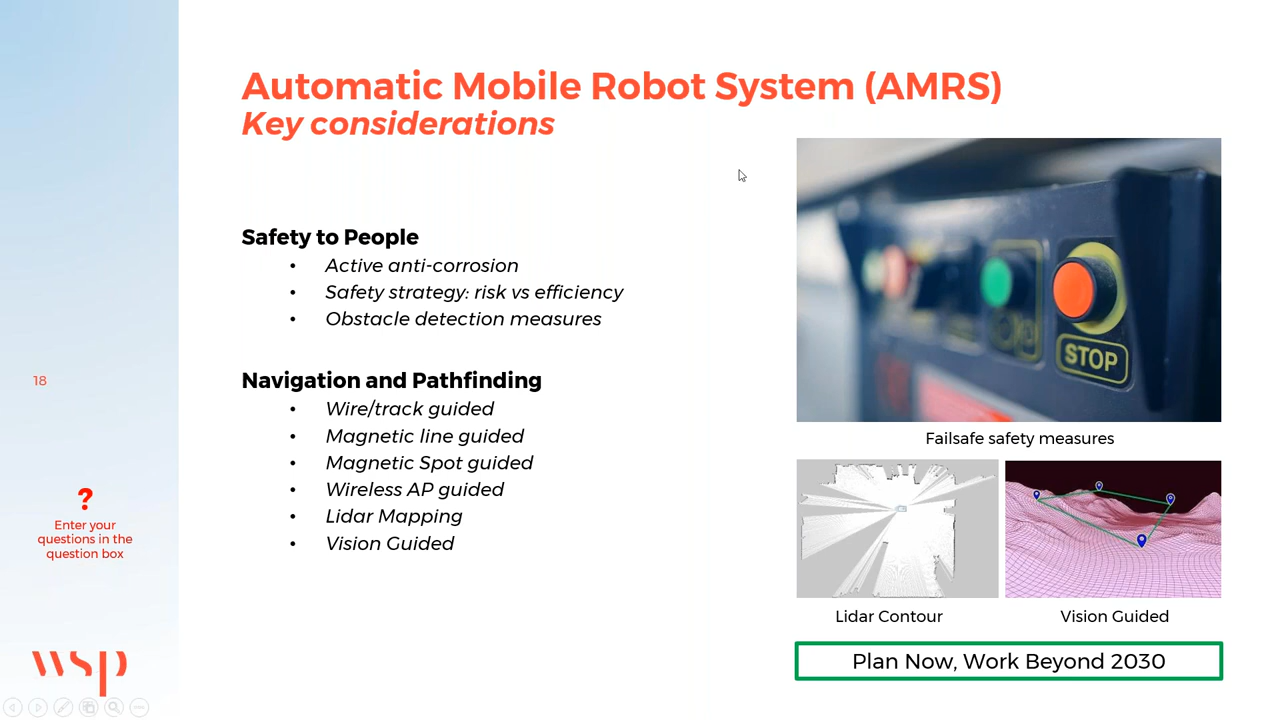 Automatic Mobile Robot System (AMRS)
Key considerations
Safety to People
• Active anti-corrosion
• Safety strategy: risk vs efficiency
• Obstacle detection measures
Navigation and Pathfinding
• Wire/track guided
• Magnetic line guided
• Magnetic Spot guided
• Wireless AP guided
• Lidar Mapping
• Vision Guided
STOP
Failsafe safety measures
Lidar Contour
Vision Guided
Plan Now, Work Beyond 2030
18
?
Enter your
questions in the
question box
wsp